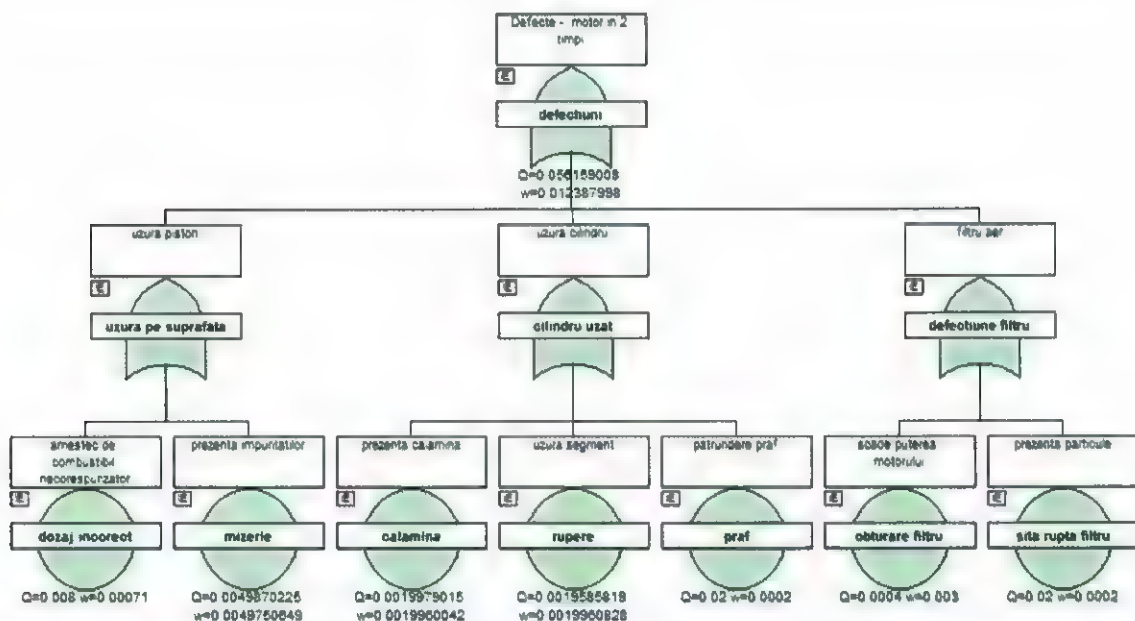 Defecte - motor in 2
timpi
E
defectiuni
Q=0.056159009
w=0.012387998
uzura piston
uzura cilindru
filtru aer
E
E
E
uzura pe suprafata
cilindru uzat
defectiune filtru
amestec de
combustibil
necorespunzator
prezenta impuritatilor
prezenta calamina
uzura segment
patrundere praf
scade puterea
motorului
prezenta particule
E
E
E
E
E
E
E
dozaj incorect
mizerie
calamina
rupere
praf
obturare filtru
sita rupta filtru
Q=0.008 w=0.00071
Q=0.0049870225
w=0.0049750649
Q=0.0019979015
w=0.0019960042
Q=0.0019585818
w=0.0019960828
Q=0.02 w=0.0002
Q=0.0004 w=0.003
Q=0.02 w=0.0002